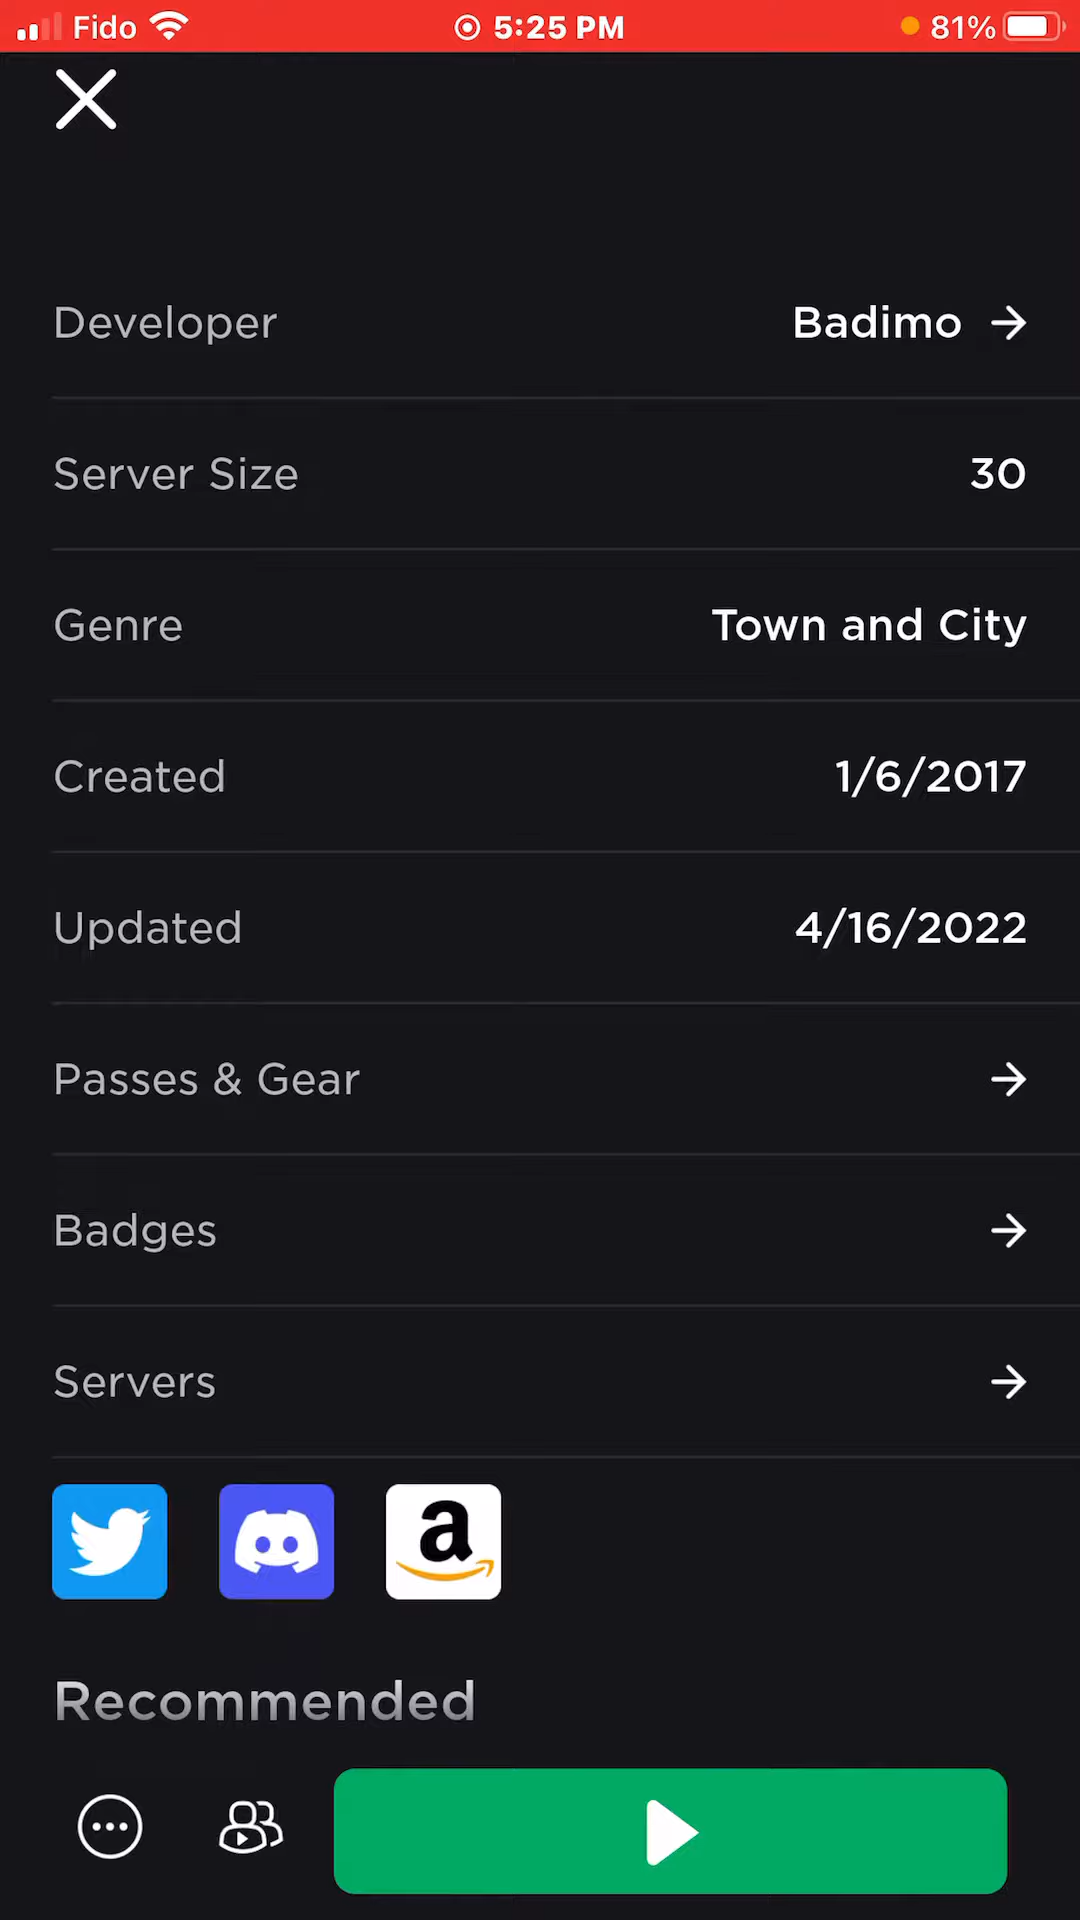 Fido 5:25 PM 81%
Developer Badimo
Server Size 30
Genre Town and City
Created 1/6/2017
Updated 4/16/2022
Passes & Gear
Badges
Servers
a
Recommended